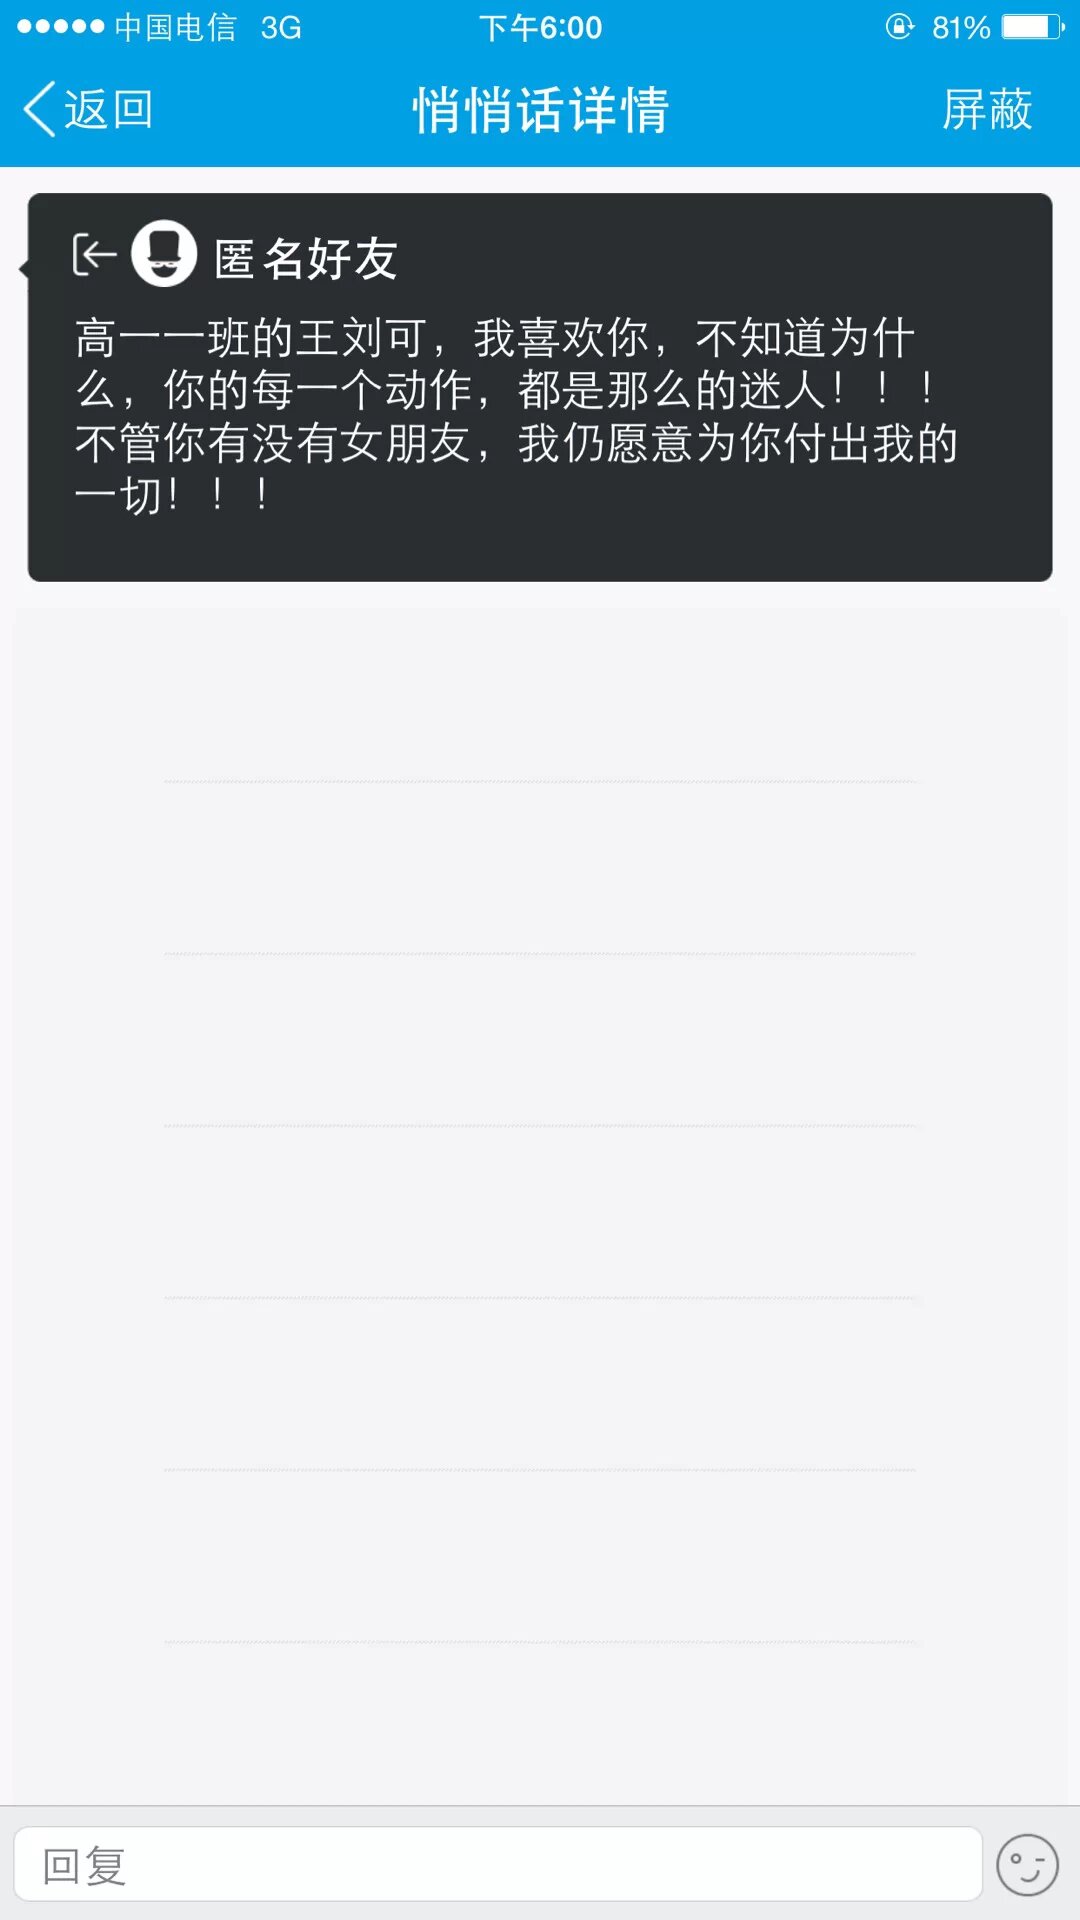 中国电信 3G 下午6:00 81%
返回 悄悄话详情 屏蔽
匿名好友
高一一班的王刘可，我喜欢你，不知道为什
么，你的每一个动作，都是那么的迷人！！！
不管你有没有女朋友，我仍愿意为你付出我的
一切！！！
回复